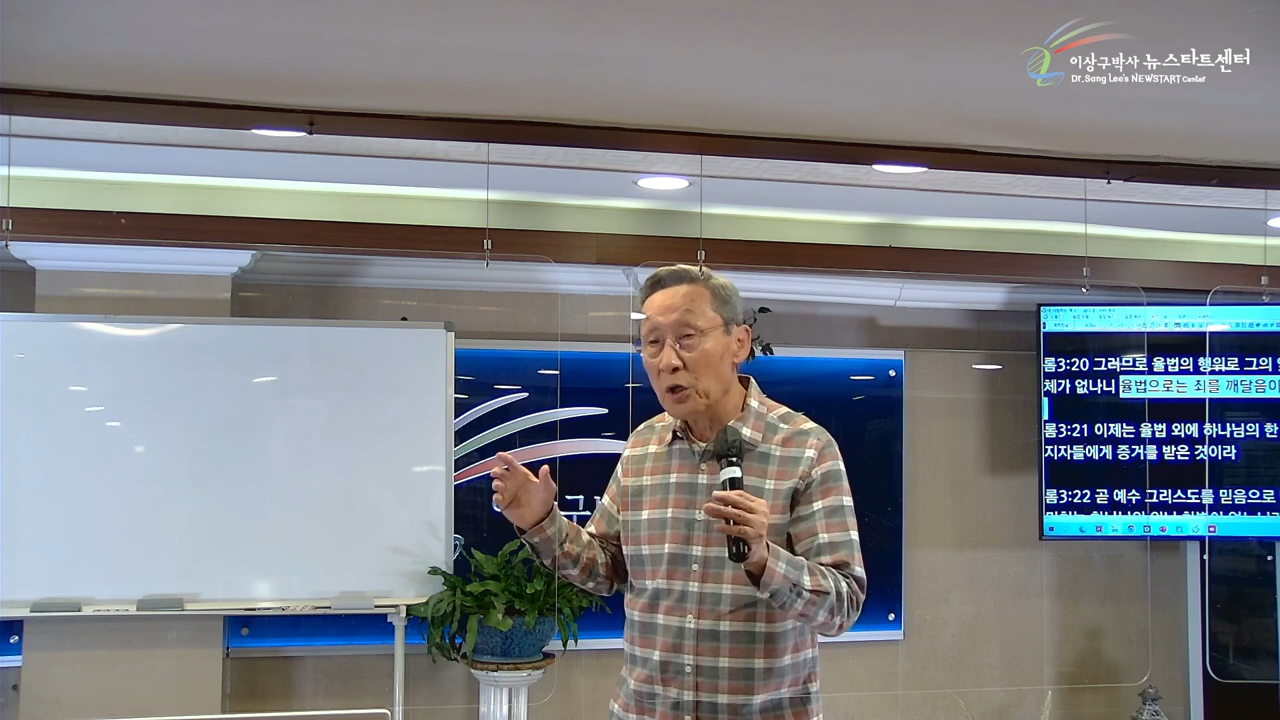 이상구박사 뉴스타트센터
Dr. Sang Lee's NEWSTART Center
롬3:20 그러므로 율법의 행위로 그의
체가 없나니 율법으로는 죄를 깨달음이
롬3:21 이제는 율법 외에 하나님의 한
지자들에게 증거를 받은 것이라
롬3:22 곧 예수 그리스도를 믿음으로